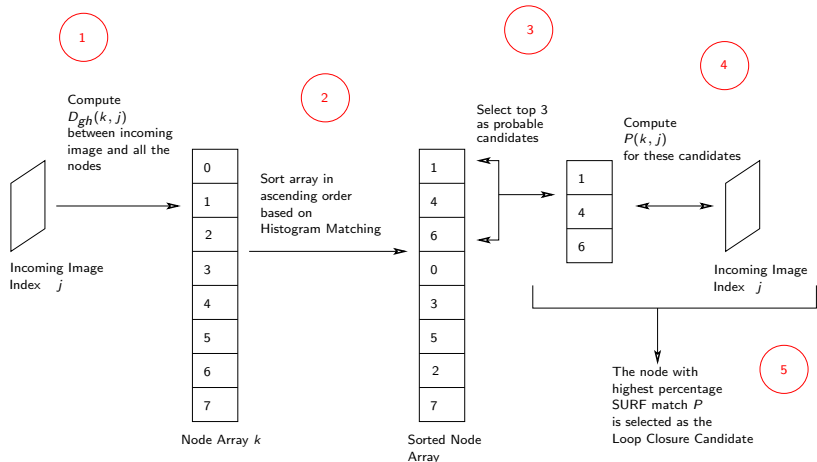 1
Compute
D_gh(k, j)
between incoming
image and all the
nodes
Incoming Image
Index j
0
1
2
3
4
5
6
7
Node Array k
2
Sort array in
ascending order
based on
Histogram Matching
1
4
6
0
3
5
2
7
Sorted Node
Array
3
Select top 3
as probable
candidates
1
4
6
4
Compute
P(k, j)
for these candidates
Incoming Image
Index j
5
The node with
highest percentage
SURF match P
is selected as the
Loop Closure Candidate